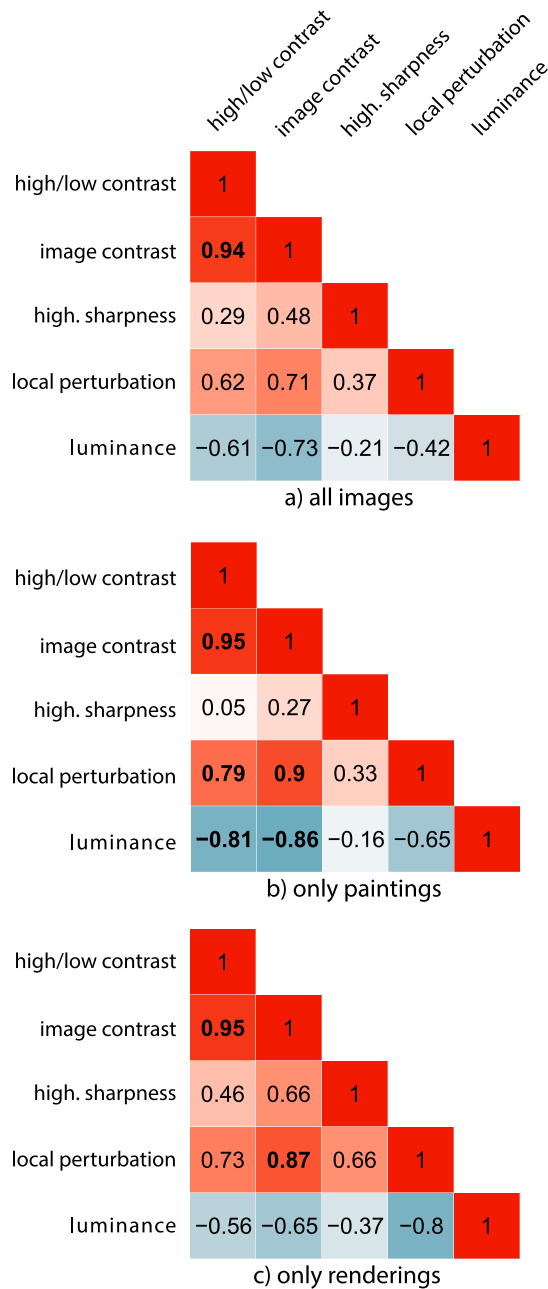 high/low contrast
image contrast
high. sharpness
local perturbation
luminance
high/low contrast 1
image contrast 0.94 1
high. sharpness 0.29 0.48 1
local perturbation 0.62 0.71 0.37 1
luminance −0.61 −0.73 −0.21 −0.42 1
a) all images
high/low contrast 1
image contrast 0.95 1
high. sharpness 0.05 0.27 1
local perturbation 0.79 0.9 0.33 1
luminance −0.81 −0.86 −0.16 −0.65 1
b) only paintings
high/low contrast 1
image contrast 0.95 1
high. sharpness 0.46 0.66 1
local perturbation 0.73 0.87 0.66 1
luminance −0.56 −0.65 −0.37 −0.8 1
c) only renderings